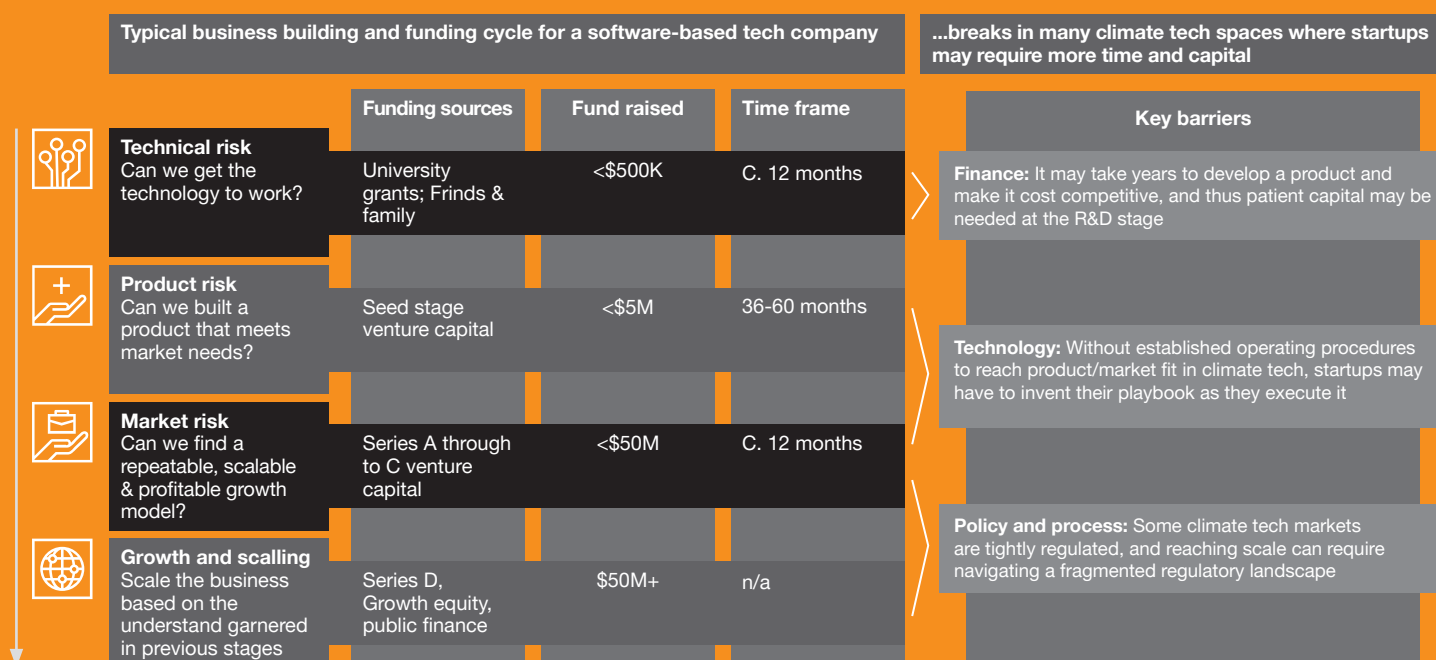 Typical business building and funding cycle for a software-based tech company
...breaks in many climate tech spaces where startups
may require more time and capital
Funding sources
Fund raised
Time frame
Key barriers
Technical risk
Can we get the
technology to work?
University
grants; Frinds &
family
<$500K
C. 12 months
Finance: It may take years to develop a product and
make it cost competitive, and thus patient capital may be
needed at the R&D stage
Product risk
Can we built a
product that meets
market needs?
Seed stage
venture capital
<$5M
36-60 months
Technology: Without established operating procedures
to reach product/market fit in climate tech, startups may
have to invent their playbook as they execute it
Market risk
Can we find a
repeatable, scalable
& profitable growth
model?
Series A through
to C venture
capital
<$50M
C. 12 months
Policy and process: Some climate tech markets
are tightly regulated, and reaching scale can require
navigating a fragmented regulatory landscape
Growth and scalling
Scale the business
based on the
understand garnered
in previous stages
Series D,
Growth equity,
public finance
$50M+
n/a